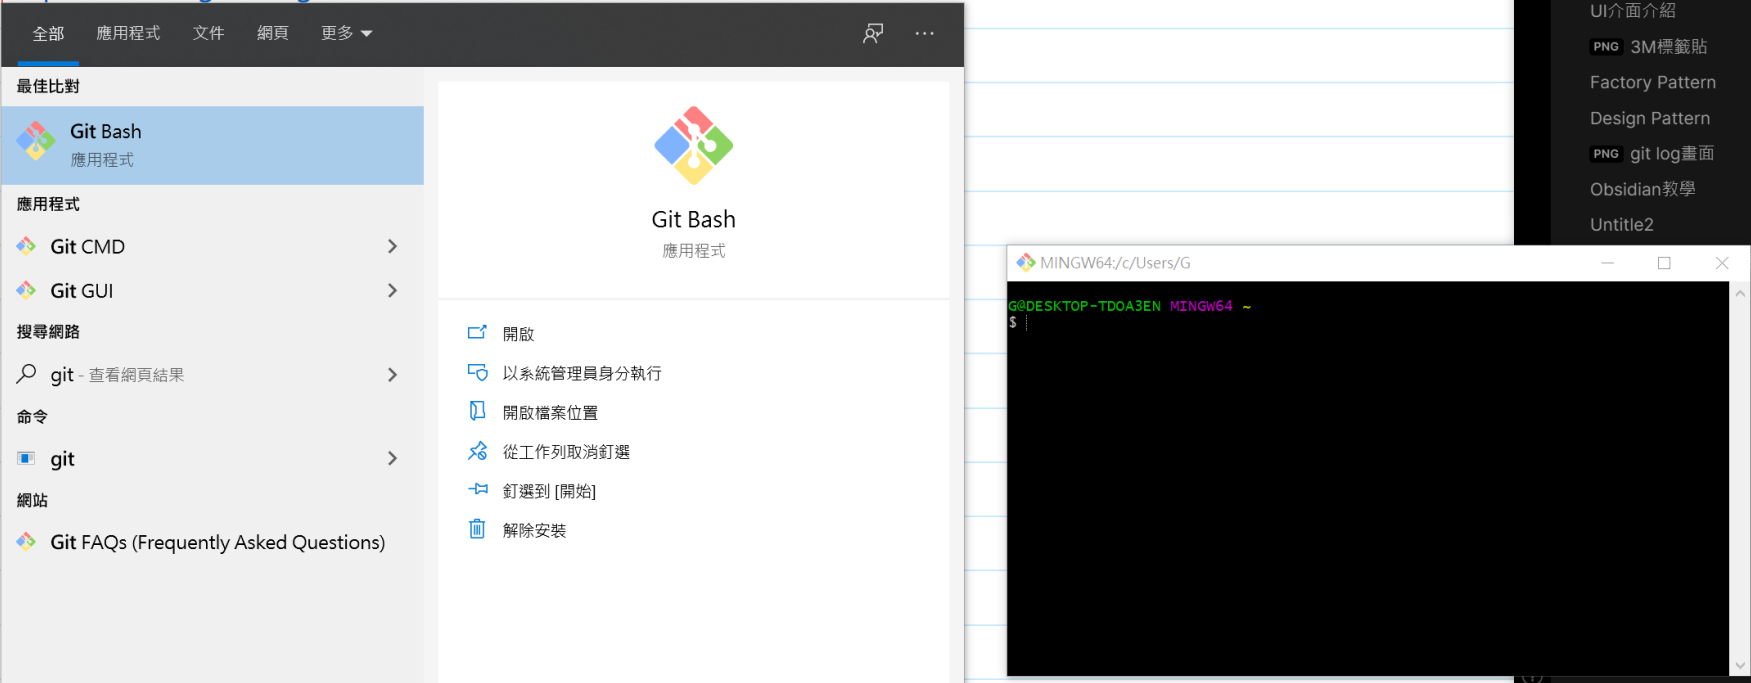 全部 應用程式 文件 網頁 更多
最佳比對
Git Bash
應用程式
應用程式
Git CMD
Git GUI
搜尋網路
git - 查看網頁結果
命令
git
網站
Git FAQs (Frequently Asked Questions)
Git Bash
應用程式
開啟
以系統管理員身分執行
開啟檔案位置
從工作列取消釘選
釘選到 [開始]
解除安裝
UI介面介紹
PNG 3M標籤貼
Factory Pattern
Design Pattern
PNG git log畫面
Obsidian教學
Untitle2
MINGW64:/c/Users/G
G@DESKTOP-TDOA3EN MINGW64 ~
$